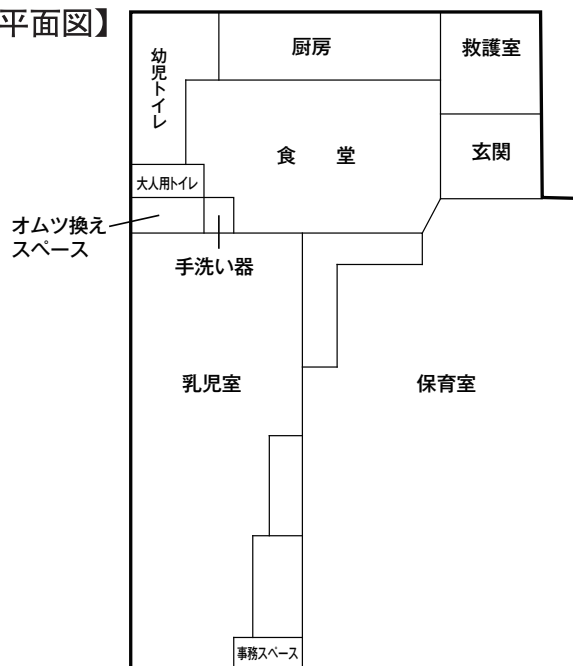 平面図】
厨房
救護室
幼児トイレ
食　堂
玄関
大人用トイレ
オムツ換え
スペース
手洗い器
乳児室
保育室
事務スペース